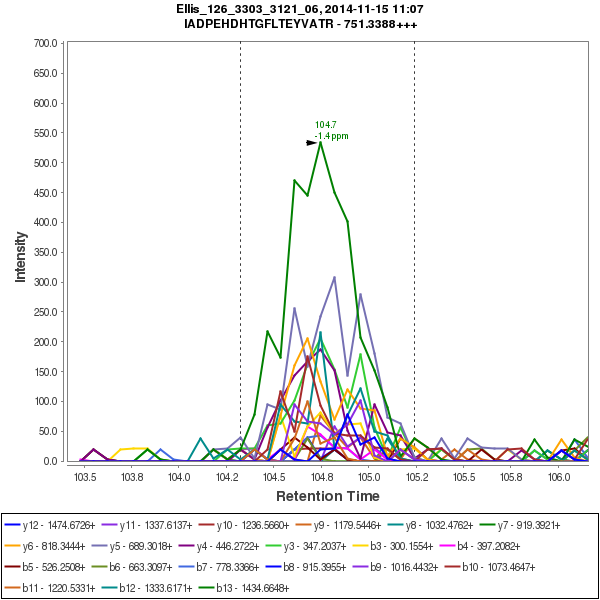 Ellis_126_3303_3121_06, 2014-11-15 11:07
IADPEHDHTGFLTEYVATR - 751.3388+++
700.0
650.0
600.0
550.0
500.0
450.0
400.0
350.0
300.0
250.0
200.0
150.0
100.0
50.0
0.0
Intensity
104.7
-1.4 ppm
103.5 103.8 104.0 104.2 104.5 104.8 105.0 105.2 105.5 105.8 106.0
Retention Time
y12 - 1474.6726+ y11 - 1337.6137+ y10 - 1236.5660+ y9 - 1179.5446+ y8 - 1032.4762+ y7 - 919.3921+
y6 - 818.3444+ y5 - 689.3018+ y4 - 446.2722+ y3 - 347.2037+ b3 - 300.1554+ b4 - 397.2082+
b5 - 526.2508+ b6 - 663.3097+ b7 - 778.3366+ b8 - 915.3955+ b9 - 1016.4432+ b10 - 1073.4647+
b11 - 1220.5331+ b12 - 1333.6171+ b13 - 1434.6648+